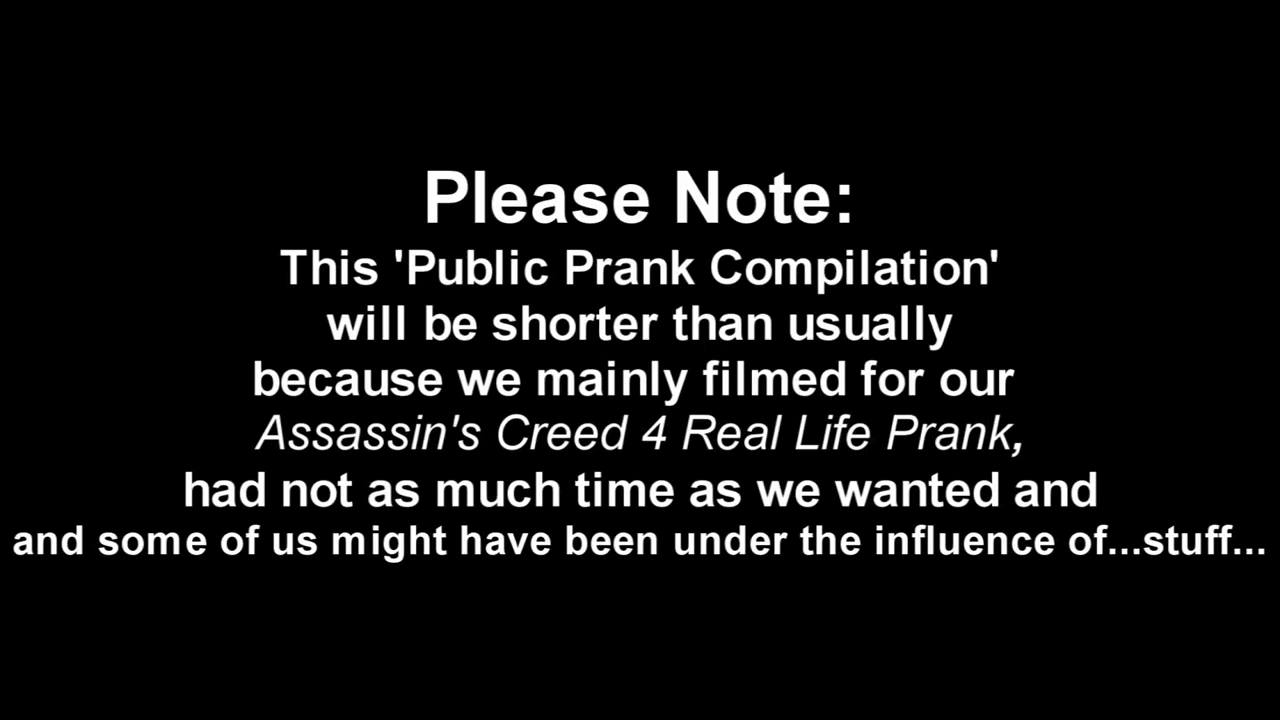 Please Note:
This 'Public Prank Compilation'
will be shorter than usually
because we mainly filmed for our
Assassin's Creed 4 Real Life Prank,
had not as much time as we wanted and
and some of us might have been under the influence of...stuff...